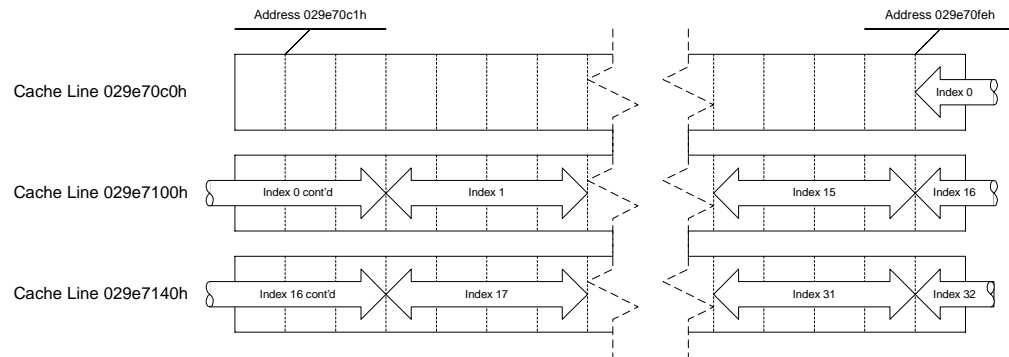 Address 029e70c1h
Address 029e70feh
Cache Line 029e70c0h
Index 0
Cache Line 029e7100h
Index 0 cont'd
Index 1
Index 15
Index 16
Cache Line 029e7140h
Index 16 cont'd
Index 17
Index 31
Index 32